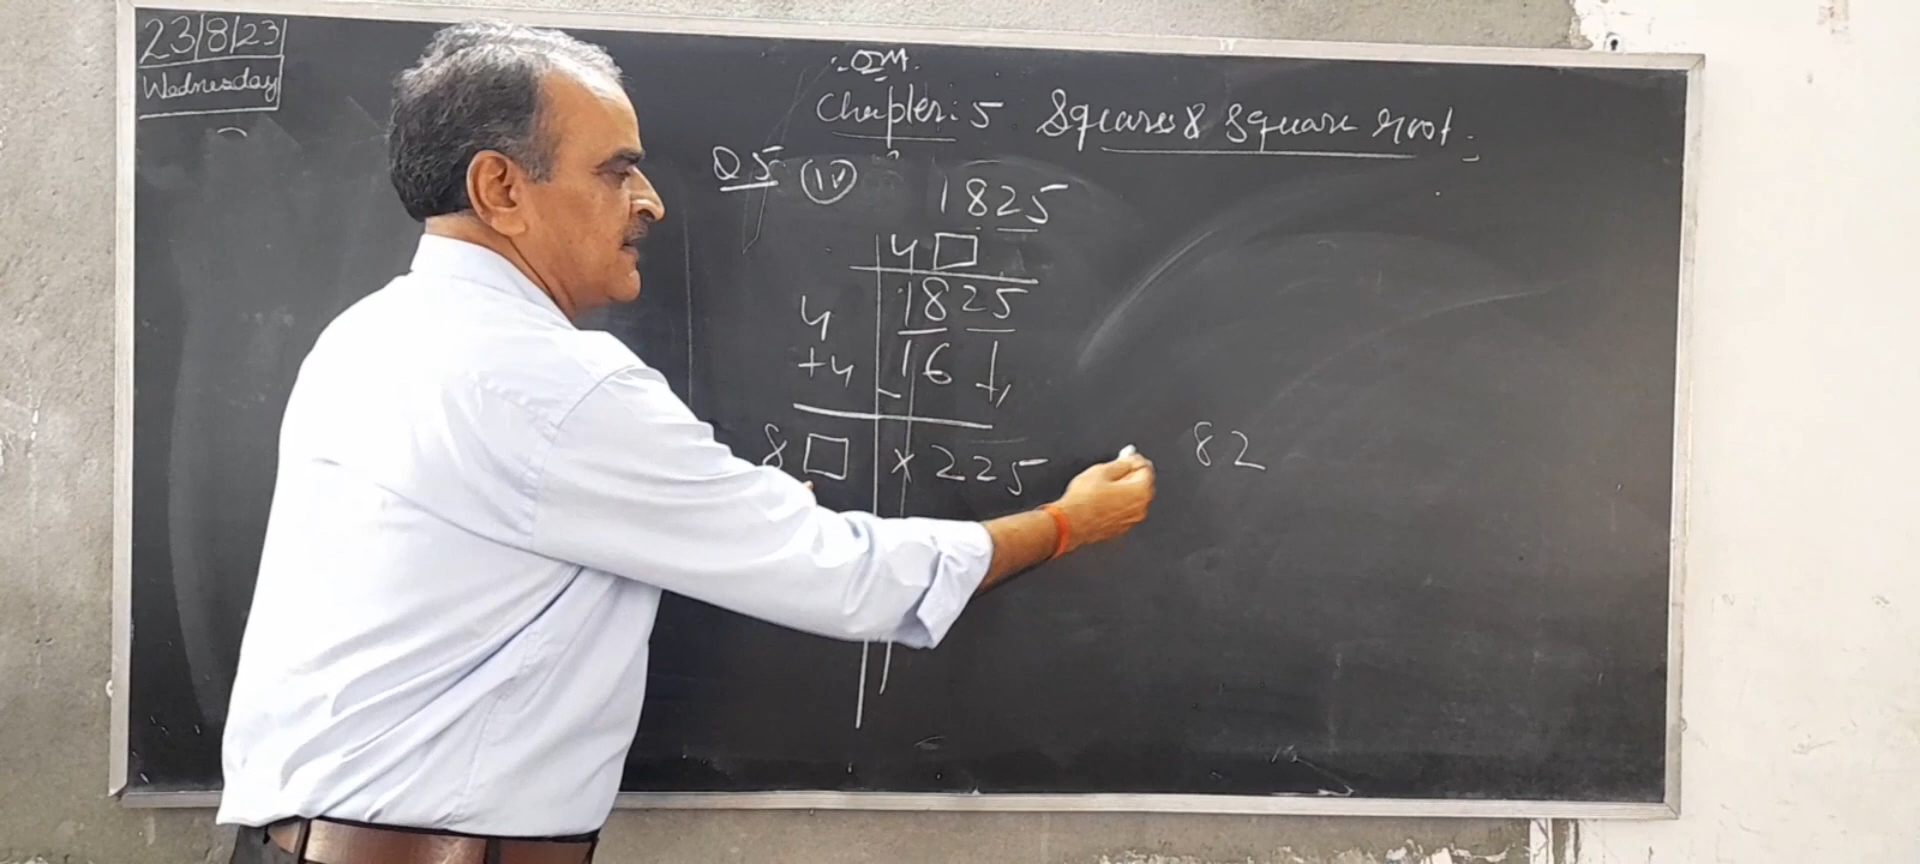 23/8/23
Wednesday
:OM.
Chapter: 5 Squares & Square root:
Q5 (iv) 1825
4 □
4 1825
+4 16 ↓
8 □ × 225 82